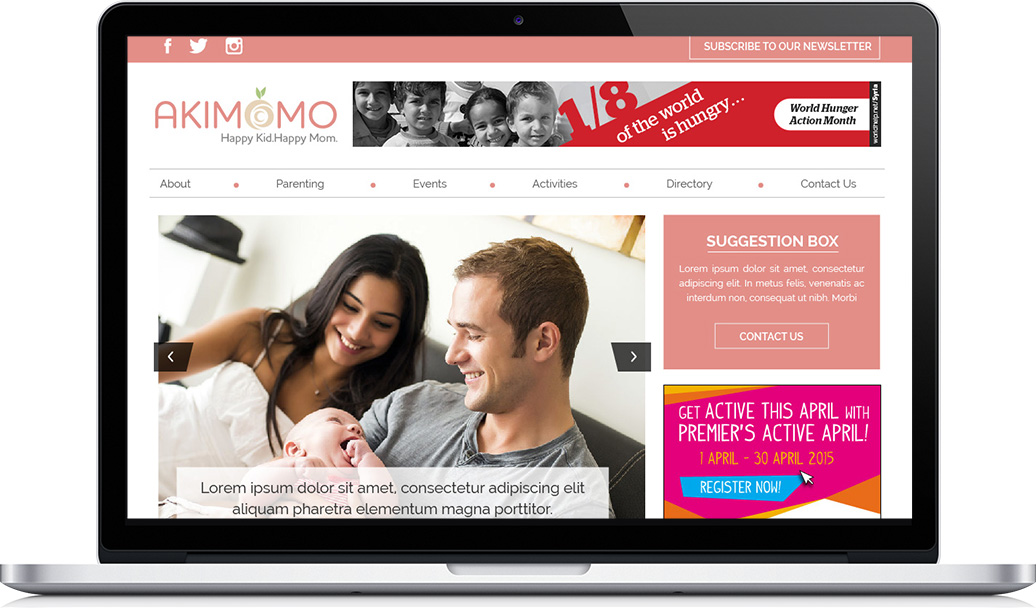 SUBSCRIBE TO OUR NEWSLETTER
AKIMOMO
Happy Kid.Happy Mom.
1/8
of the world
is hungry...
World Hunger
Action Month
worldhelp.net/Syria
About
Parenting
Events
Activities
Directory
Contact Us
Lorem ipsum dolor sit amet, consectetur adipiscing elit
aliquam pharetra elementum magna porttitor.
SUGGESTION BOX
Lorem ipsum dolor sit amet, consectetur
adipiscing elit. In metus felis, venenatis ac
interdum non, consequat ut nibh. Morbi
CONTACT US
GET ACTIVE THIS APRIL WITH
PREMIER'S ACTIVE APRIL!
1 APRIL - 30 APRIL 2015
REGISTER NOW!